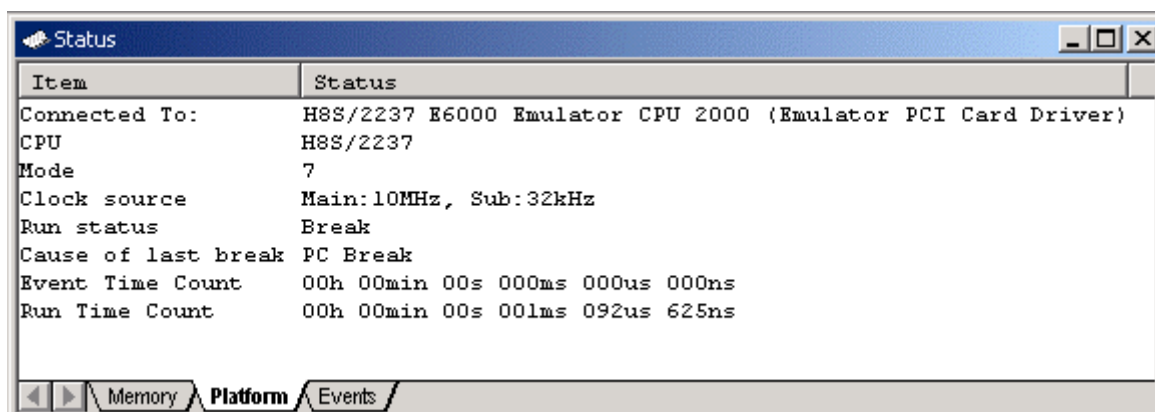 Status
Item Status
Connected To: H8S/2237 E6000 Emulator CPU 2000 (Emulator PCI Card Driver)
CPU H8S/2237
Mode 7
Clock source Main:10MHz, Sub:32kHz
Run status Break
Cause of last break PC Break
Event Time Count 00h 00min 00s 000ms 000us 000ns
Run Time Count 00h 00min 00s 001ms 092us 625ns
Memory Platform Events